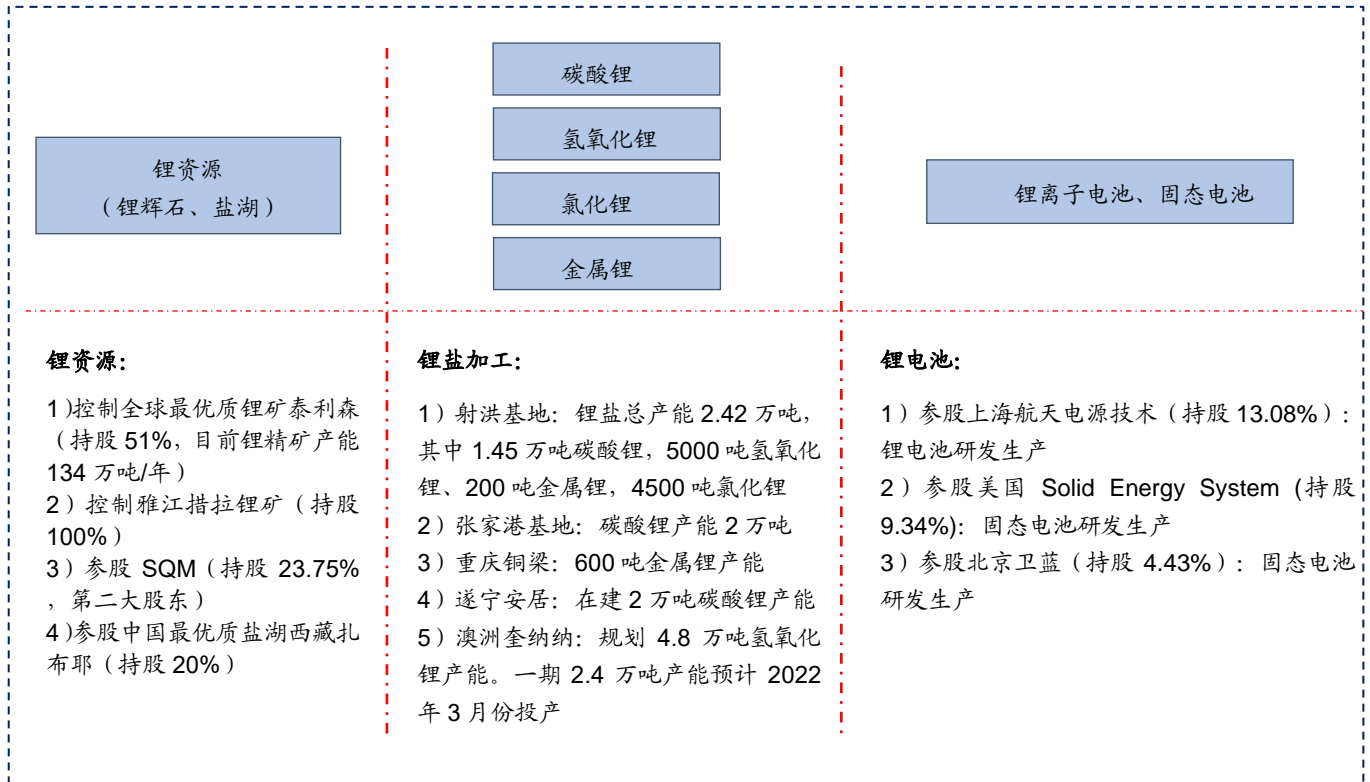 锂资源
（锂辉石、盐湖）
碳酸锂
氢氧化锂
氯化锂
金属锂
锂离子电池、固态电池
锂资源：
1）控制全球最优质锂矿泰利森
（持股 51%，目前锂精矿产能
134 万吨/年）
2）控制雅江措拉锂矿（持股
100%）
3）参股 SQM（持股 23.75%
，第二大股东）
4）参股中国最优质盐湖西藏扎
布耶（持股 20%）
锂盐加工：
1）射洪基地：锂盐总产能 2.42 万吨，
其中 1.45 万吨碳酸锂，5000 吨氢氧化
锂、200 吨金属锂，4500 吨氯化锂
2）张家港基地：碳酸锂产能 2 万吨
3）重庆铜梁：600 吨金属锂产能
4）遂宁安居：在建 2 万吨碳酸锂产能
5）澳洲奎纳纳：规划 4.8 万吨氢氧化
锂产能。一期 2.4 万吨产能预计 2022
年 3 月份投产
锂电池：
1）参股上海航天电源技术（持股 13.08%）：
锂电池研发生产
2）参股美国 Solid Energy System (持股
9.34%)：固态电池研发生产
3）参股北京卫蓝（持股 4.43%）：固态电池
研发生产